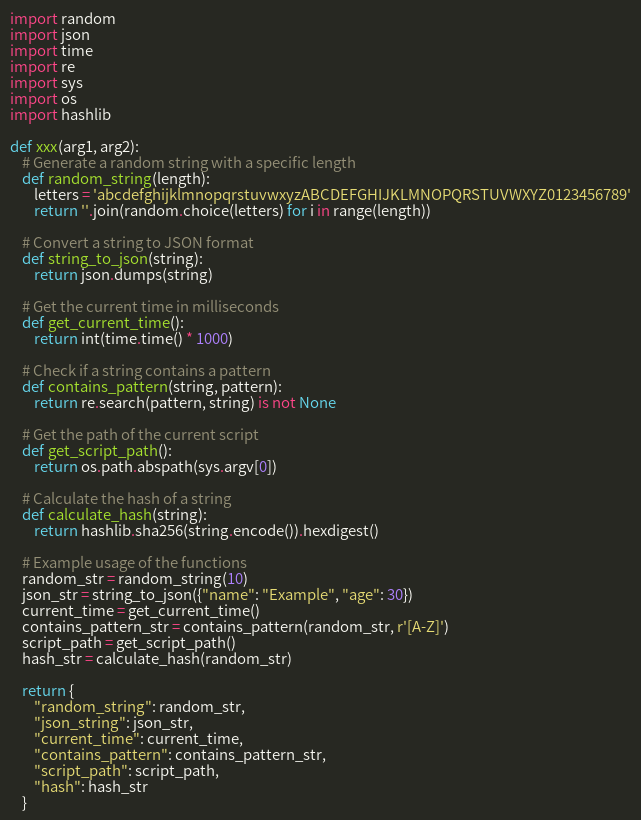 import random
import json
import time
import re
import sys
import os
import hashlib

def xxx(arg1, arg2):
    # Generate a random string with a specific length
    def random_string(length):
        letters = 'abcdefghijklmnopqrstuvwxyzABCDEFGHIJKLMNOPQRSTUVWXYZ0123456789'
        return ''.join(random.choice(letters) for i in range(length))

    # Convert a string to JSON format
    def string_to_json(string):
        return json.dumps(string)

    # Get the current time in milliseconds
    def get_current_time():
        return int(time.time() * 1000)

    # Check if a string contains a pattern
    def contains_pattern(string, pattern):
        return re.search(pattern, string) is not None

    # Get the path of the current script
    def get_script_path():
        return os.path.abspath(sys.argv[0])

    # Calculate the hash of a string
    def calculate_hash(string):
        return hashlib.sha256(string.encode()).hexdigest()

    # Example usage of the functions
    random_str = random_string(10)
    json_str = string_to_json({"name": "Example", "age": 30})
    current_time = get_current_time()
    contains_pattern_str = contains_pattern(random_str, r'[A-Z]')
    script_path = get_script_path()
    hash_str = calculate_hash(random_str)

    return {
        "random_string": random_str,
        "json_string": json_str,
        "current_time": current_time,
        "contains_pattern": contains_pattern_str,
        "script_path": script_path,
        "hash": hash_str
    }